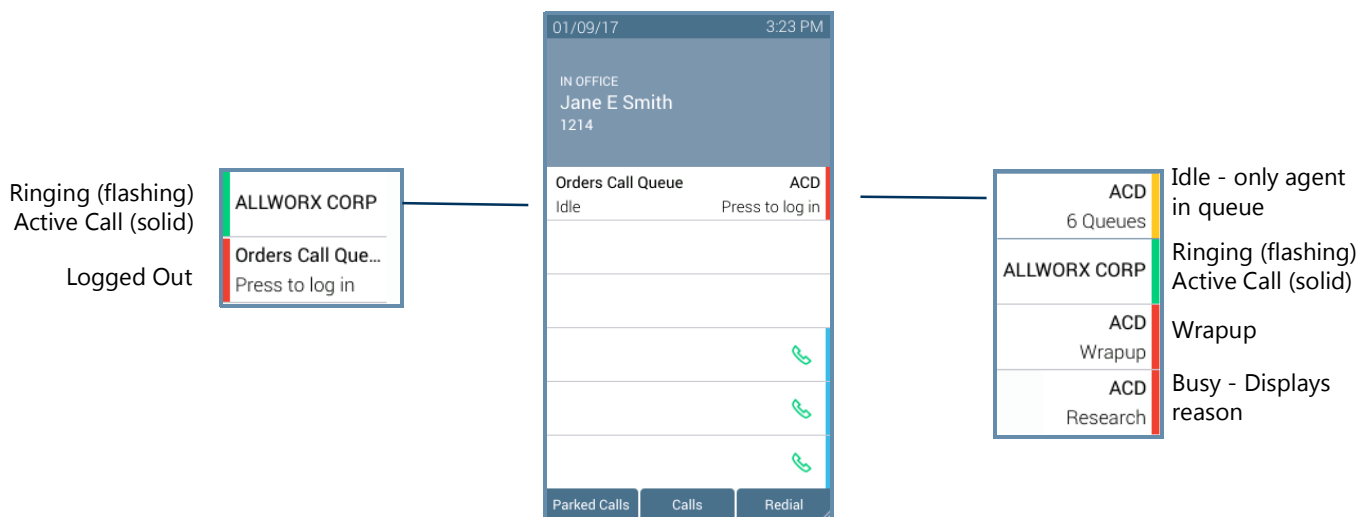 Ringing (flashing)
Active Call (solid)
Logged Out
ALLWORX CORP
Orders Call Que...
Press to log in
01/09/17 3:23 PM
IN OFFICE
Jane E Smith
1214
Orders Call Queue ACD
Idle Press to log in
Parked Calls Calls Redial
ACD
6 Queues
ALLWORX CORP
ACD
Wrapup
ACD
Research
Idle - only agent
in queue
Ringing (flashing)
Active Call (solid)
Wrapup
Busy - Displays
reason